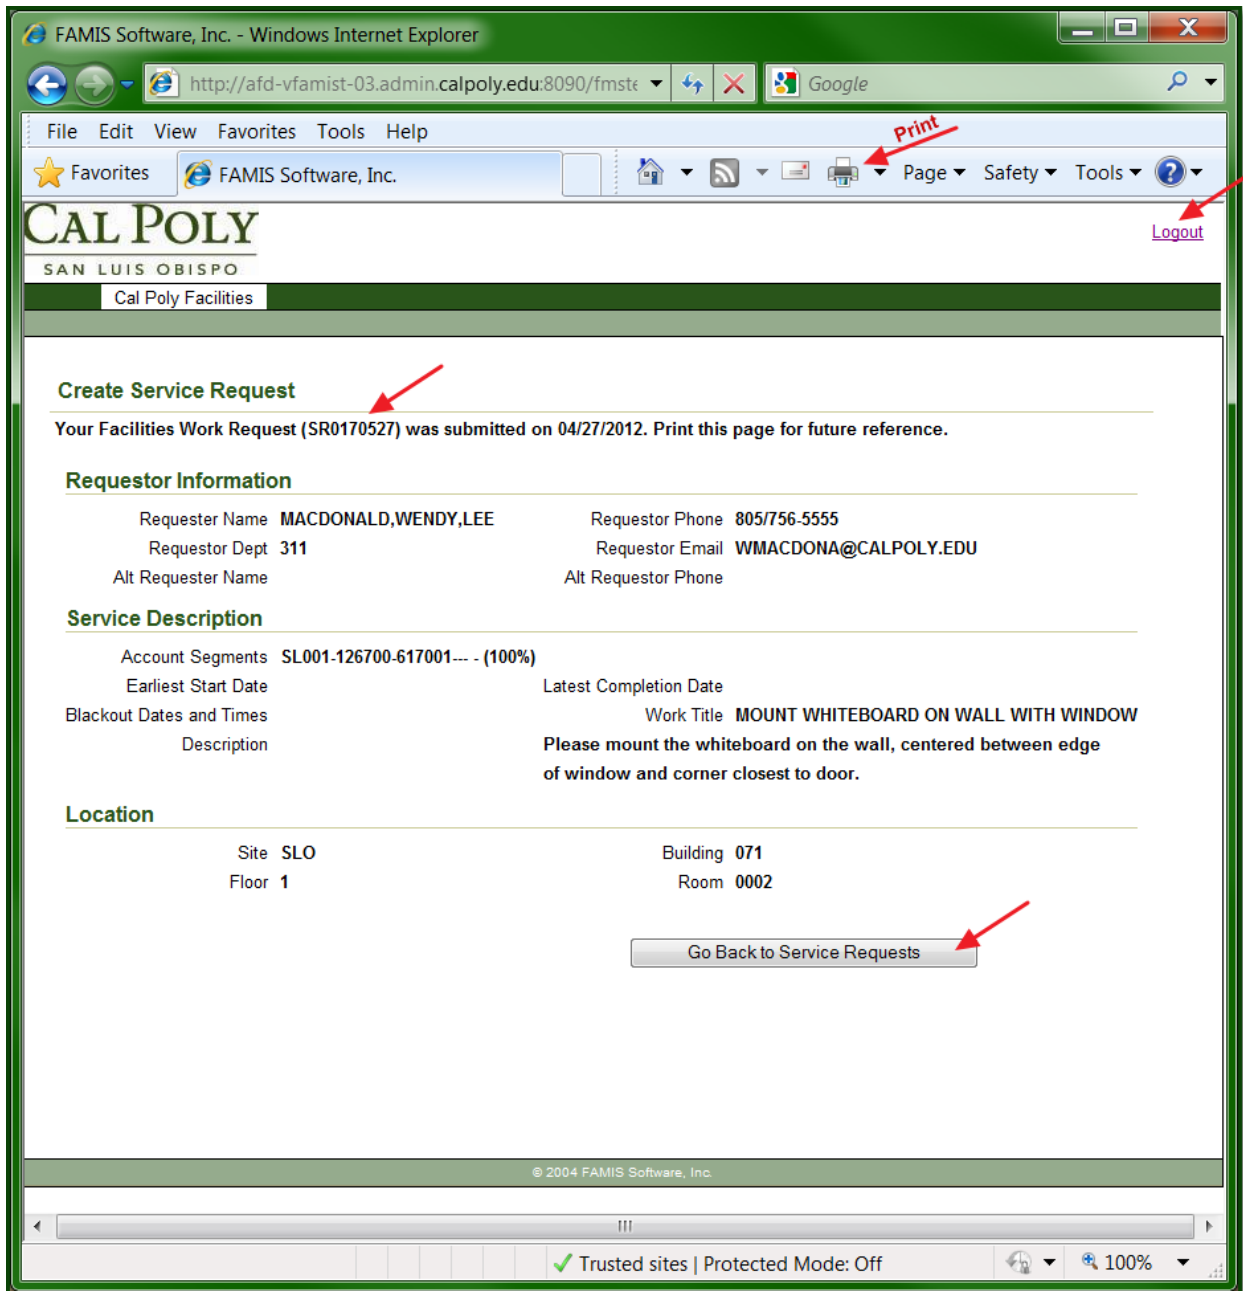 FAMIS Software, Inc. - Windows Internet Explorer
http://afd-vfamist-03.admin.calpoly.edu:8090/fmste Google
File Edit View Favorites Tools Help
Print
Favorites FAMIS Software, Inc. Page Safety Tools
CAL POLY
SAN LUIS OBISPO
Logout
Cal Poly Facilities
Create Service Request
Your Facilities Work Request (SR0170527) was submitted on 04/27/2012. Print this page for future reference.
Requestor Information
Requester Name MACDONALD,WENDY,LEE Requestor Phone 805/756-5555
Requestor Dept 311 Requestor Email WMACDONA@CALPOLY.EDU
Alt Requester Name Alt Requestor Phone
Service Description
Account Segments SL001-126700-617001--- - (100%)
Earliest Start Date Latest Completion Date
Blackout Dates and Times Work Title MOUNT WHITEBOARD ON WALL WITH WINDOW
Description Please mount the whiteboard on the wall, centered between edge
of window and corner closest to door.
Location
Site SLO Building 071
Floor 1 Room 0002
Go Back to Service Requests
© 2004 FAMIS Software, Inc.
Trusted sites | Protected Mode: Off 100%